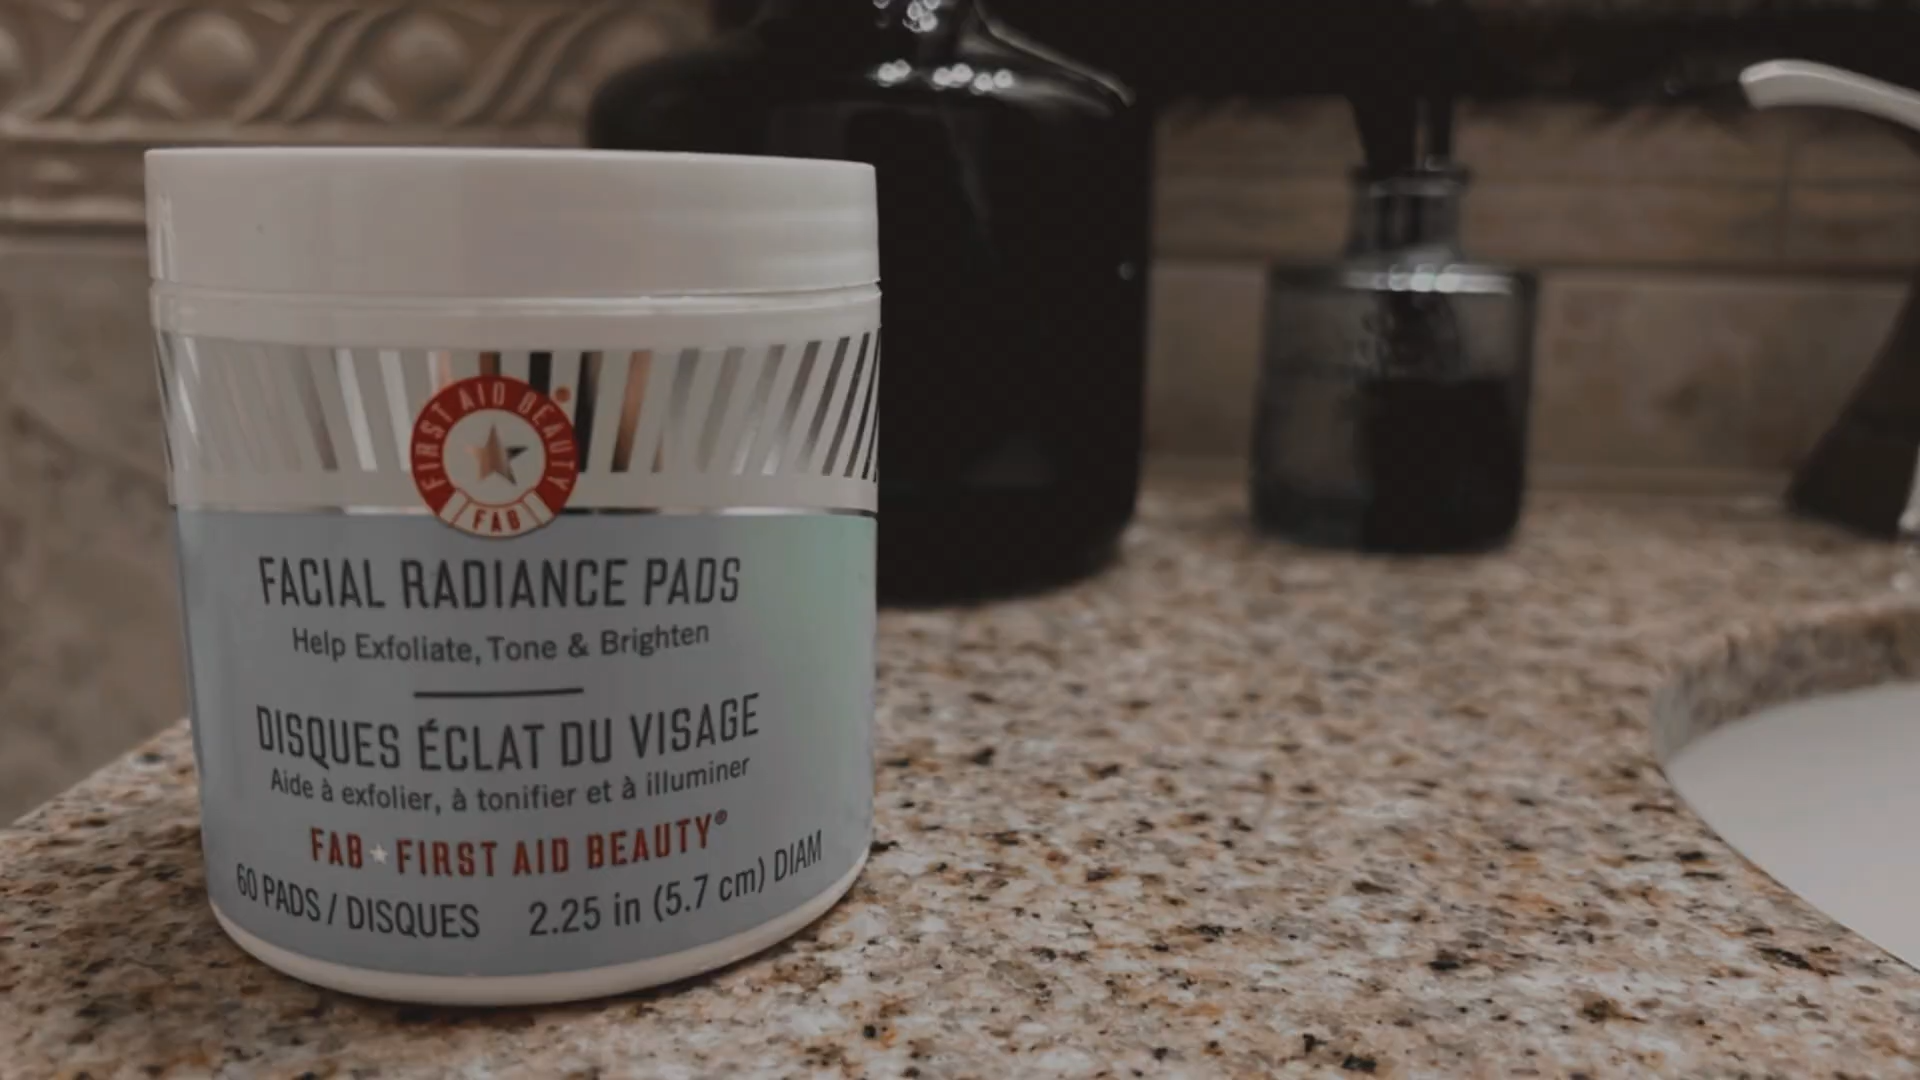 FIRST AID BEAUTY
FAB
FACIAL RADIANCE PADS
Help Exfoliate, Tone & Brighten
DISQUES ÉCLAT DU VISAGE
Aide à exfolier, à tonifier et à illuminer
FAB FIRST AID BEAUTY®
60 PADS / DISQUES 2.25 in (5.7 cm) DIAM